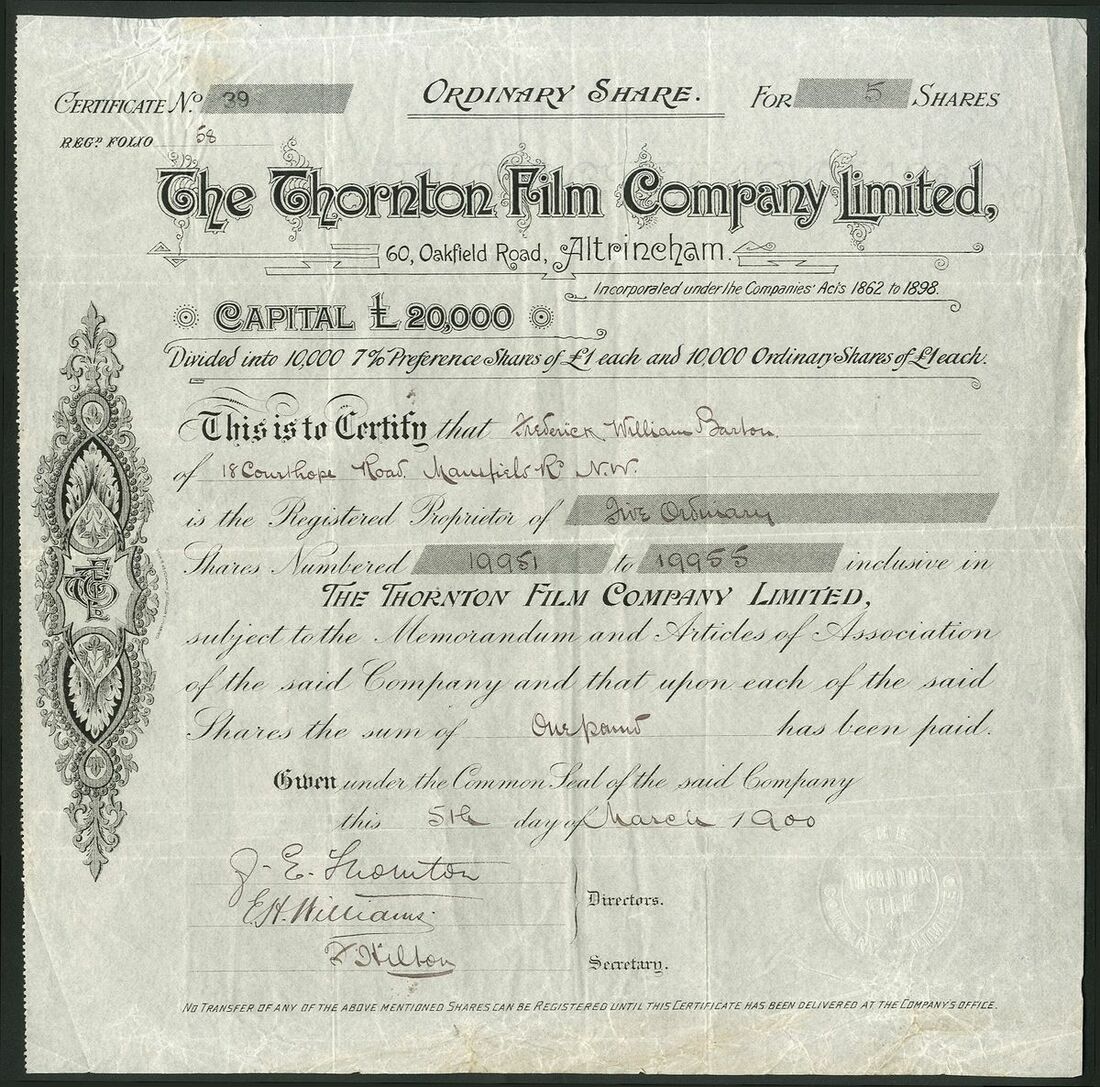 CERTIFICATE No. 39 ORDINARY SHARE. FOR 5 SHARES
REGD FOLIO 58
The Thornton Film Company Limited,
60, Oakfield Road, Altrincham.
Incorporated under the Companies' Acts 1862 to 1898.
CAPITAL £20,000
Divided into 10,000 7% Preference Shares of £1 each and 10,000 Ordinary Shares of £1 each.
This is to Certify that Frederick William Barton.
of 18 Courthope Road. Mansfield Rd N.W.
is the Registered Proprietor of Five Ordinary
Shares Numbered 19951 to 19955 inclusive in
THE THORNTON FILM COMPANY LIMITED,
subject to the Memorandum and Articles of Association
of the said Company and that upon each of the said
Shares the sum of One pound has been paid.
Given under the Common Seal of the said Company
this 5th day of March 1900
J. E. Thornton
E.H. Williams.
Directors.
F Hilton
Secretary.
NO TRANSFER OF ANY OF THE ABOVE MENTIONED SHARES CAN BE REGISTERED UNTIL THIS CERTIFICATE HAS BEEN DELIVERED AT THE COMPANY'S OFFICE.
THE
THORNTON
FILM